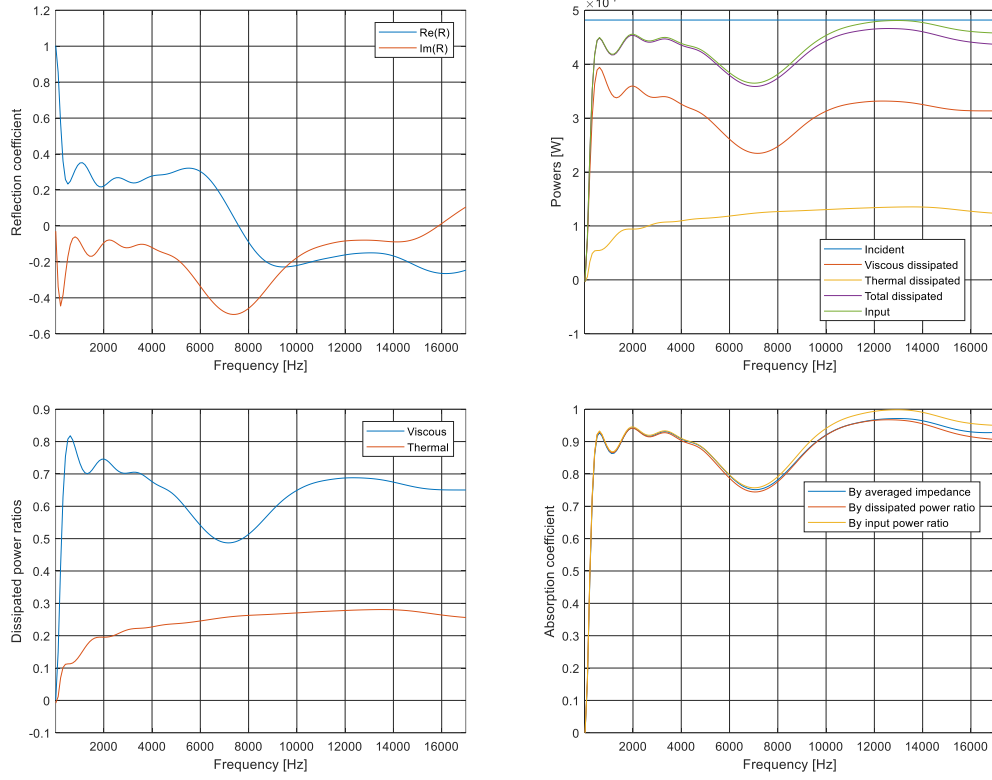 1.2
1
0.8
0.6
0.4
0.2
0
-0.2
-0.4
-0.6
Reflection coefficient
Re(R)
Im(R)
2000 4000 6000 8000 10000 12000 14000 16000
Frequency [Hz]
×10
5
4
3
2
1
0
-1
Powers [W]
Incident
Viscous dissipated
Thermal dissipated
Total dissipated
Input
2000 4000 6000 8000 10000 12000 14000 16000
Frequency [Hz]
0.9
0.8
0.7
0.6
0.5
0.4
0.3
0.2
0.1
0
-0.1
Dissipated power ratios
Viscous
Thermal
2000 4000 6000 8000 10000 12000 14000 16000
Frequency [Hz]
1
0.9
0.8
0.7
0.6
0.5
0.4
0.3
0.2
0.1
0
Absorption coefficient
By averaged impedance
By dissipated power ratio
By input power ratio
2000 4000 6000 8000 10000 12000 14000 16000
Frequency [Hz]